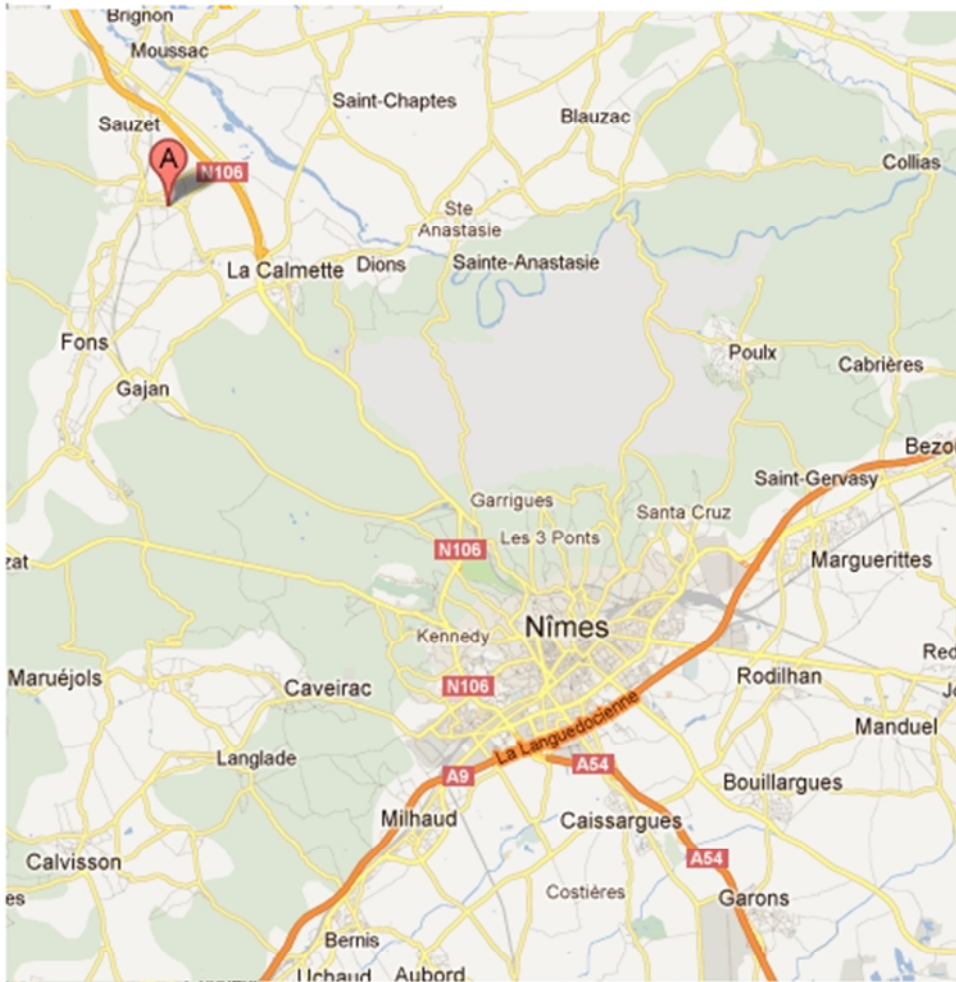 Brignon
Moussac
Saint-Chaptes
Blauzac
Sauzet
A
N106
Collias
Ste
Anastasie
La Calmette
Dions
Sainte-Anastasie
Fons
Poulx
Cabrières
Gajan
Saint-Gervasy
Garrigues
Santa Cruz
Les 3 Ponts
N106
zat
Marguerittes
Nîmes
Kennedy
Maruéjols
Caveirac
N106
Rodilhan
La Languedocienne
Manduel
Langlade
A9
A54
Bouillargues
Milhaud
Caissargues
Calvisson
A54
es
Costières
Garons
Bernis
Uchaud
Aubord